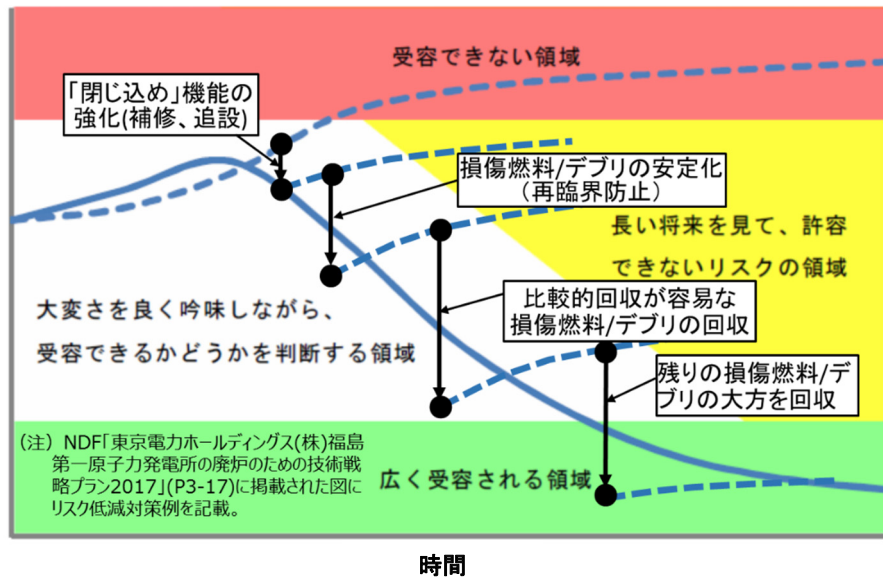 受容できない領域
「閉じ込め」機能の
強化(補修、追設)
損傷燃料/デブリの安定化
（再臨界防止）
長い将来を見て、許容
できないリスクの領域
比較的回収が容易な
損傷燃料/デブリの回収
大変さを良く吟味しながら、
受容できるかどうかを判断する領域
残りの損傷燃料/デ
ブリの大方を回収
（注）NDF「東京電力ホールディングス(株)福島
第一原子力発電所の廃炉のための技術戦
略プラン2017」(P3-17)に掲載された図に
リスク低減対策例を記載。
広く受容される領域
時間